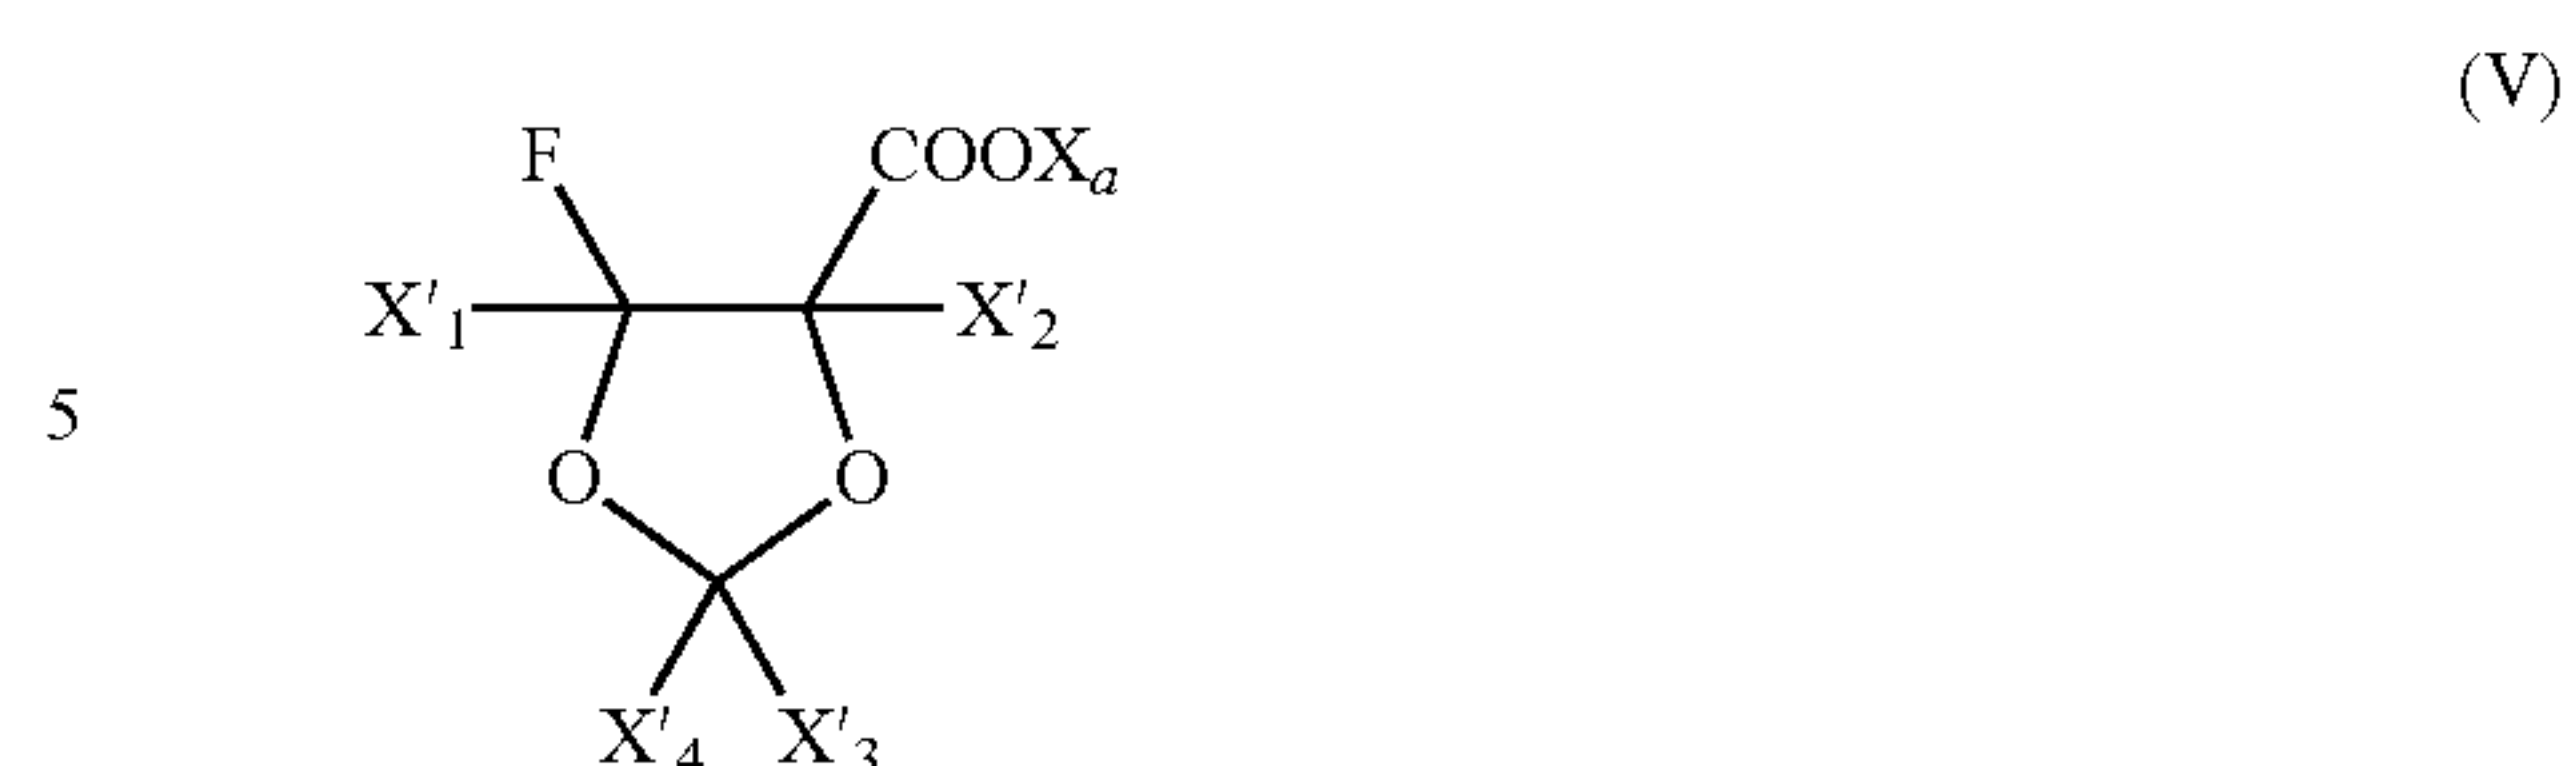 (V)
F COOXₐ
X'₁ X'₂
5
O O
X'₄ X'₃